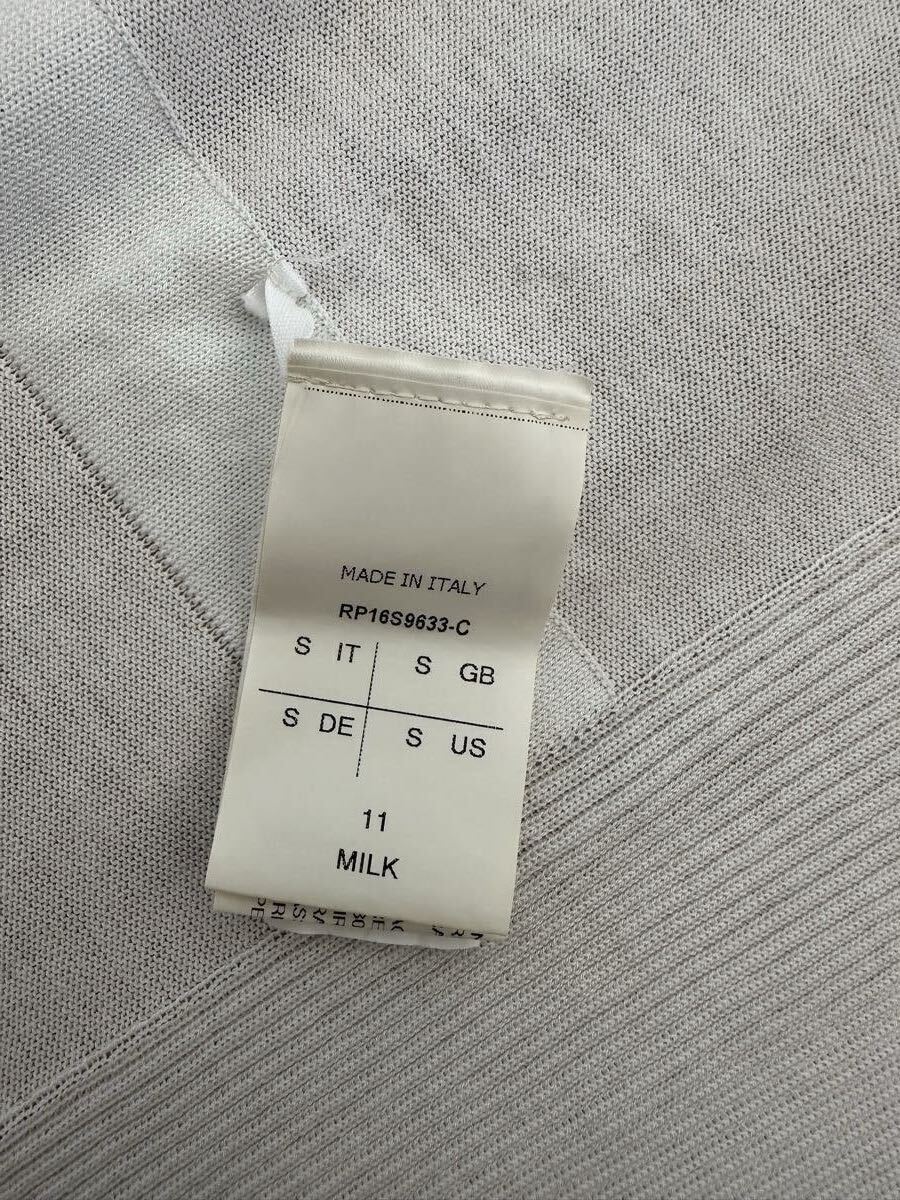 MADE IN ITALY
RP16S9633-C
S IT S GB
S DE S US
11
MILK